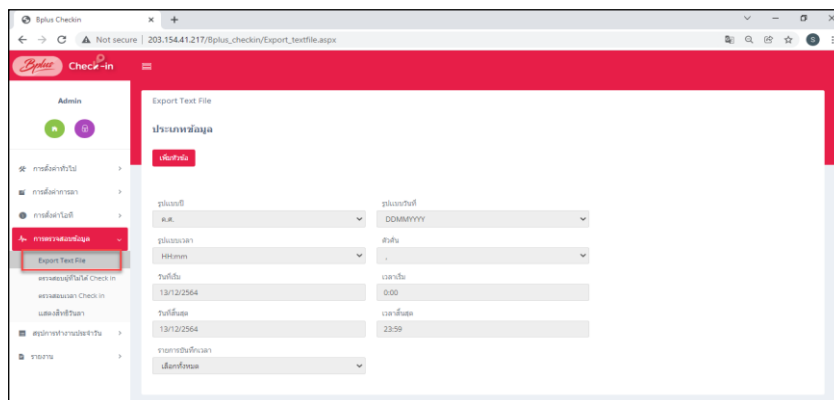 Bplus Checkin
Not secure | 203.154.41.217/Bplus_checkin/Export_textfile.aspx
S
Bplus Check-in
Admin
การตั้งค่าทั่วไป
การตั้งค่าการลา
การตั้งค่าไอที
การตรวจสอบข้อมูล
Export Text File
ตรวจสอบผู้ที่ไม่ได้ Check in
ตรวจสอบเวลา Check in
แสดงสิทธิวันลา
สรุปการทำงานประจำวัน
รายงาน
Export Text File
ประเภทข้อมูล
เพิ่มหัวข้อ
รูปแบบปี
ค.ศ.
รูปแบบวันที่
DDMMYYYY
รูปแบบเวลา
HH:mm
ตัวคั่น
,
วันที่เริ่ม
13/12/2564
เวลาเริ่ม
0:00
วันที่สิ้นสุด
13/12/2564
เวลาสิ้นสุด
23:59
รายการบันทึกเวลา
เลือกทั้งหมด